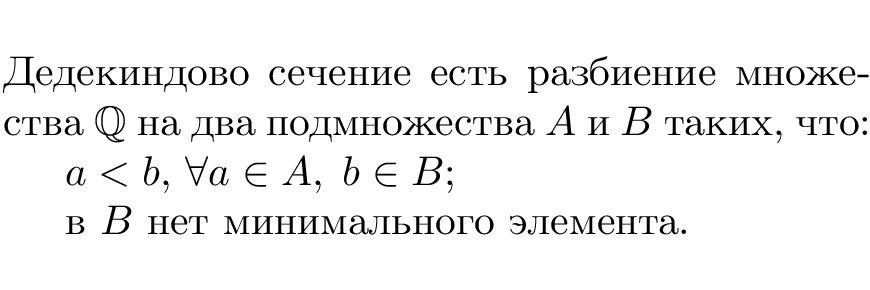 Дедекиндово сечение есть разбиение множе-
ства ℚ на два подмножества A и B таких, что:
a < b, ∀a ∈ A, b ∈ B;
в B нет минимального элемента.